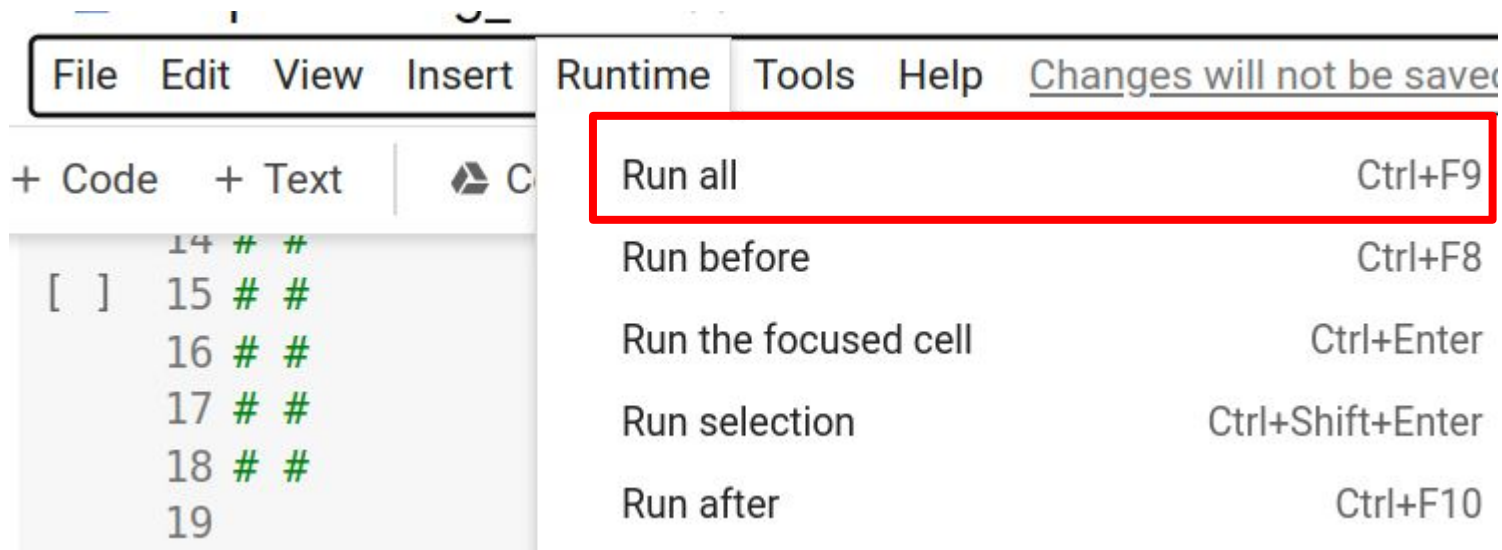 File Edit View Insert Runtime Tools Help Changes will not be saved
+ Code + Text
Run all Ctrl+F9
14 # #
Run before Ctrl+F8
[ ] 15 # #
Run the focused cell Ctrl+Enter
16 # #
17 # #
Run selection Ctrl+Shift+Enter
18 # #
Run after Ctrl+F10
19